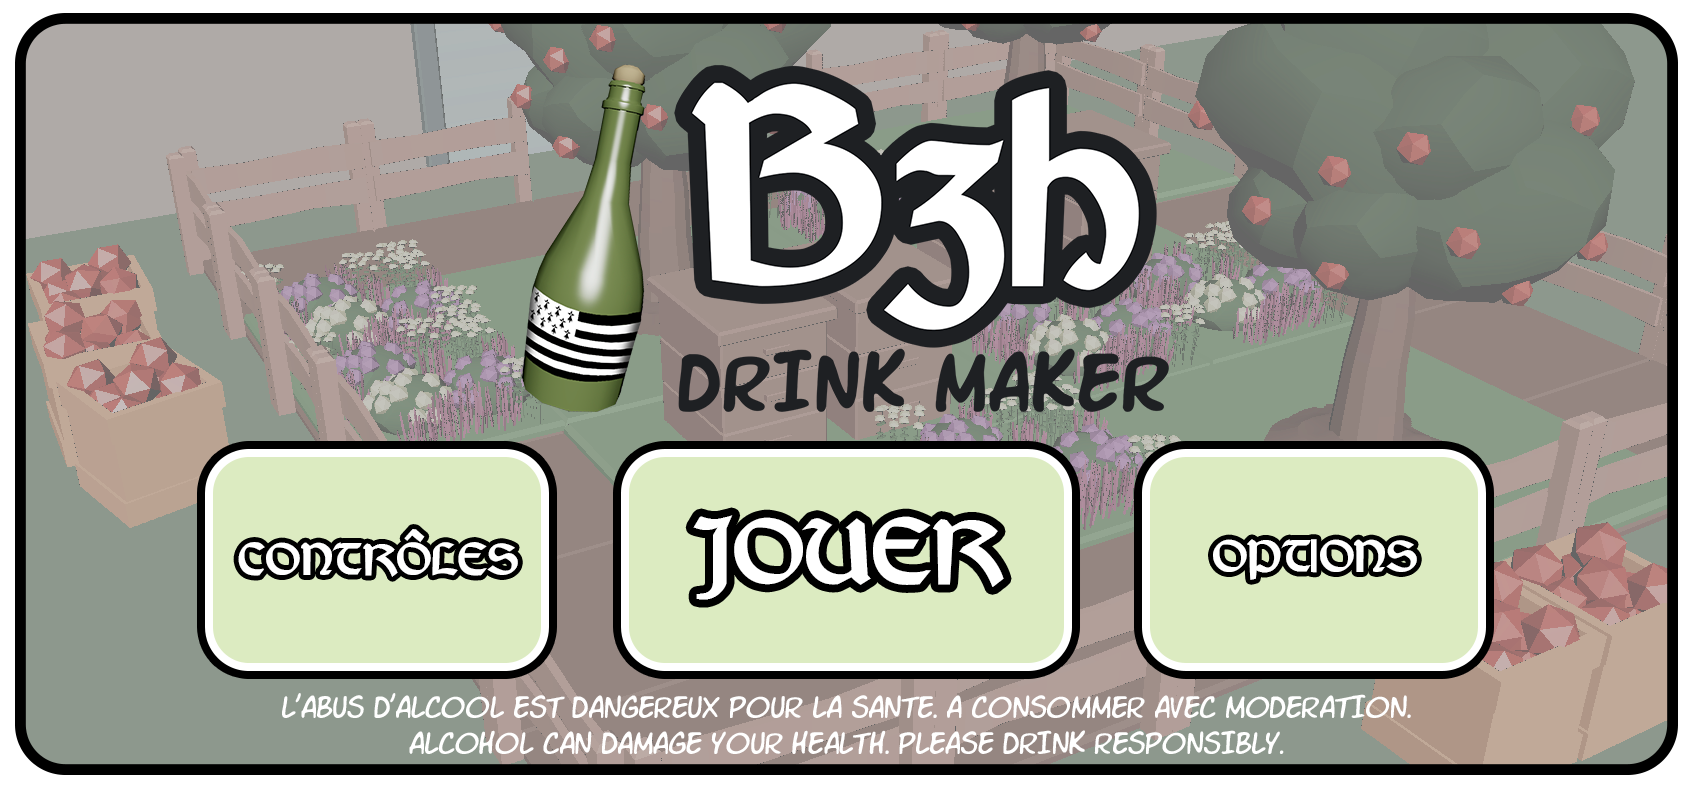 Bzh
DRINK MAKER
CONTRÔLES
JOUER
OPTIONS
L'ABUS D'ALCOOL EST DANGEREUX POUR LA SANTE. A CONSOMMER AVEC MODERATION.
ALCOHOL CAN DAMAGE YOUR HEALTH. PLEASE DRINK RESPONSIBLY.